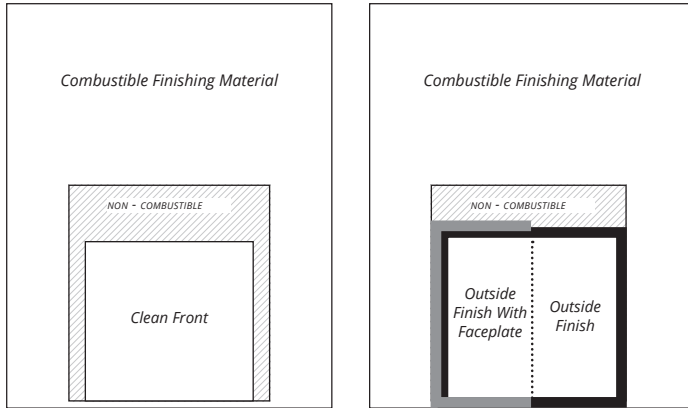 Combustible Finishing Material
NON - COMBUSTIBLE
Clean Front
Combustible Finishing Material
NON - COMBUSTIBLE
Outside
Finish With
Faceplate
Outside
Finish